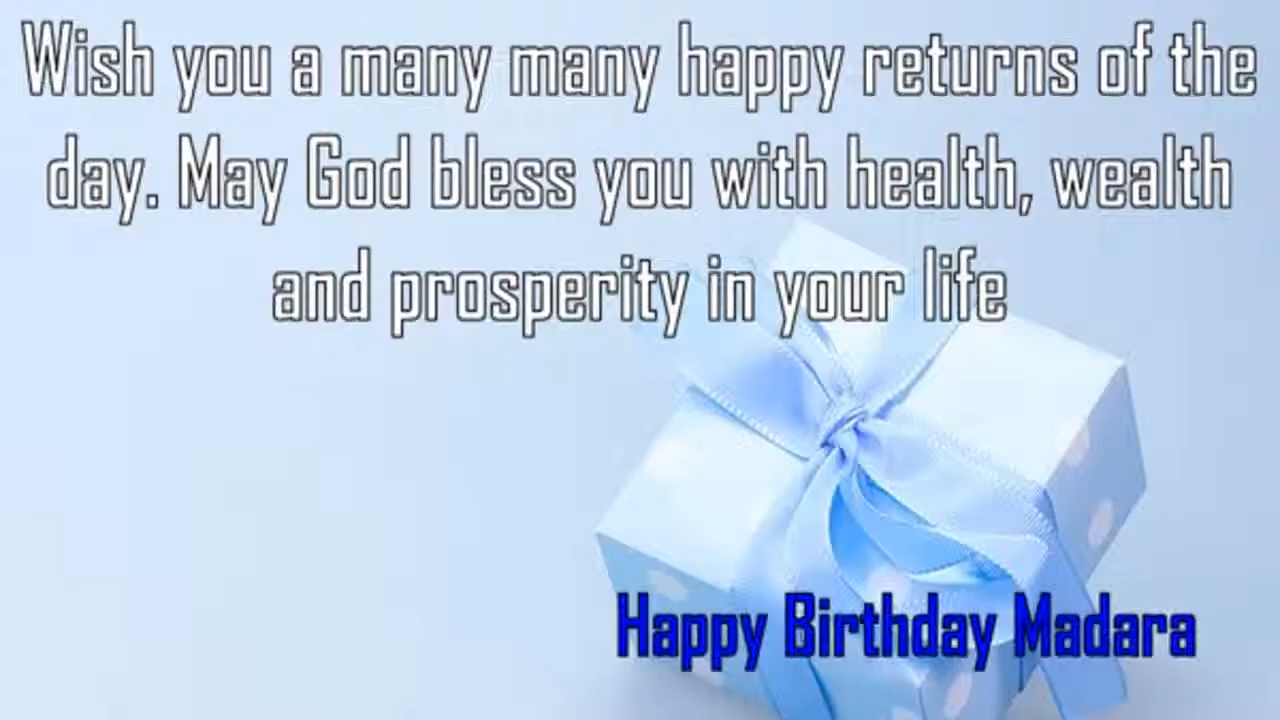 Wish you a many many happy returns of the
day. May God bless you with health, wealth
and prosperity in your life
Happy Birthday Madara